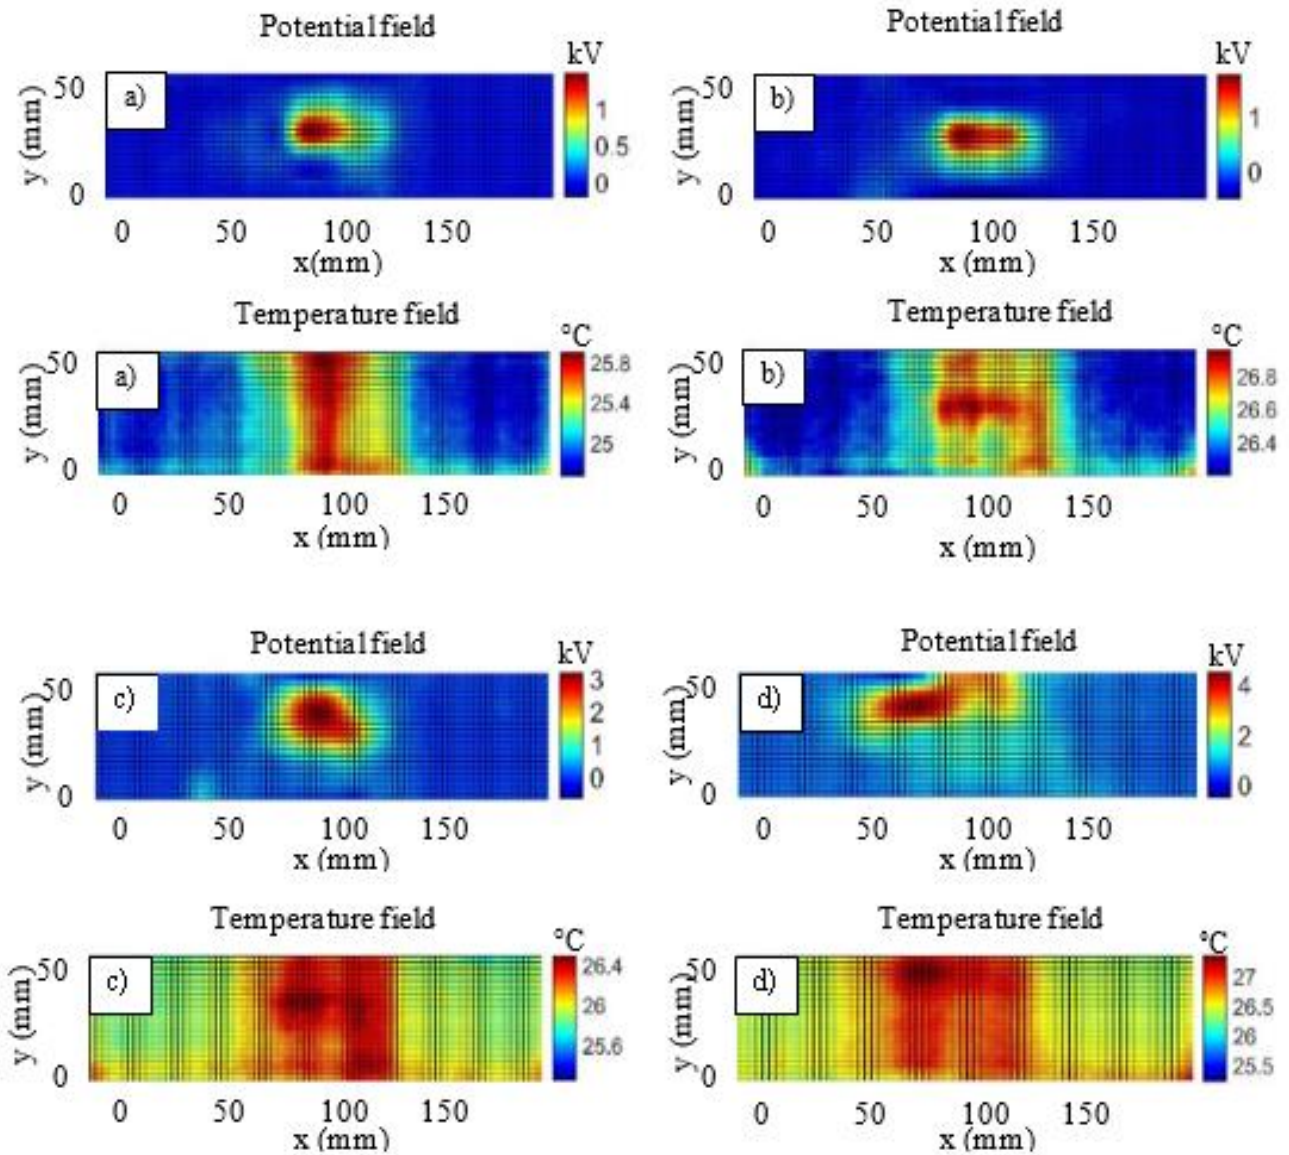 Potential field
kV
a)
y (mm)
50
0
1
0.5
0
0 50 100 150
x(mm)
Potential field
kV
b)
y (mm)
50
0
1
0
0 50 100 150
x (mm)
Temperature field
°C
a)
y (mm)
50
0
25.8
25.4
25
0 50 100 150
x (mm)
Temperature field
°C
b)
y (mm)
50
0
26.8
26.6
26.4
0 50 100 150
x (mm)
Potential field
kV
c)
y (mm)
50
0
3
2
1
0
0 50 100 150
x (mm)
Potential field
kV
d)
y (mm)
50
0
4
2
0
0 50 100 150
x (mm)
Temperature field
°C
c)
y (mm)
50
0
26.4
26
25.6
0 50 100 150
x (mm)
Temperature field
°C
d)
y (mm)
50
0
27
26.5
26
25.5
0 50 100 150
x (mm)